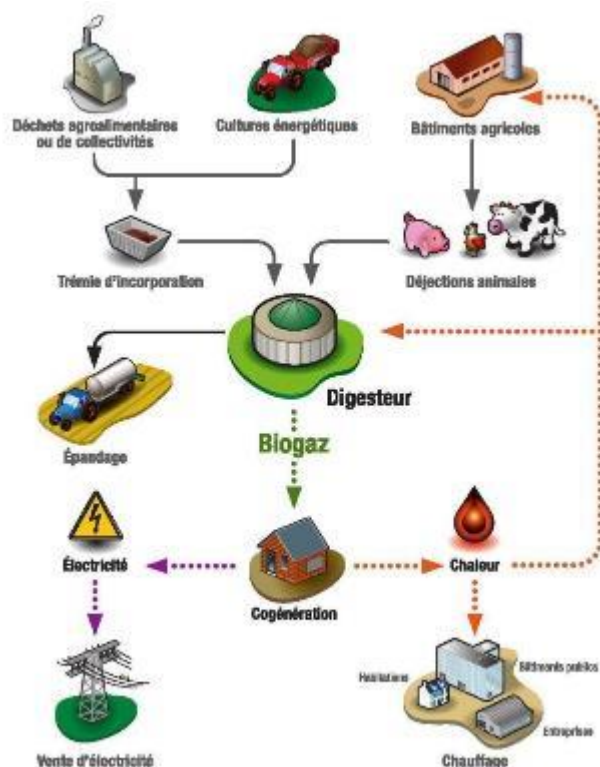 Déchets agroalimentaires
ou de collectivités
Cultures énergétiques
Bâtiments agricoles
Trémie d'incorporation
Déjections animales
Digesteur
Épandage
Biogaz
Électricité
Cogénération
Chaleur
Habitations
Bâtiments publics
Entreprises
Vente d'électricité
Chauffage